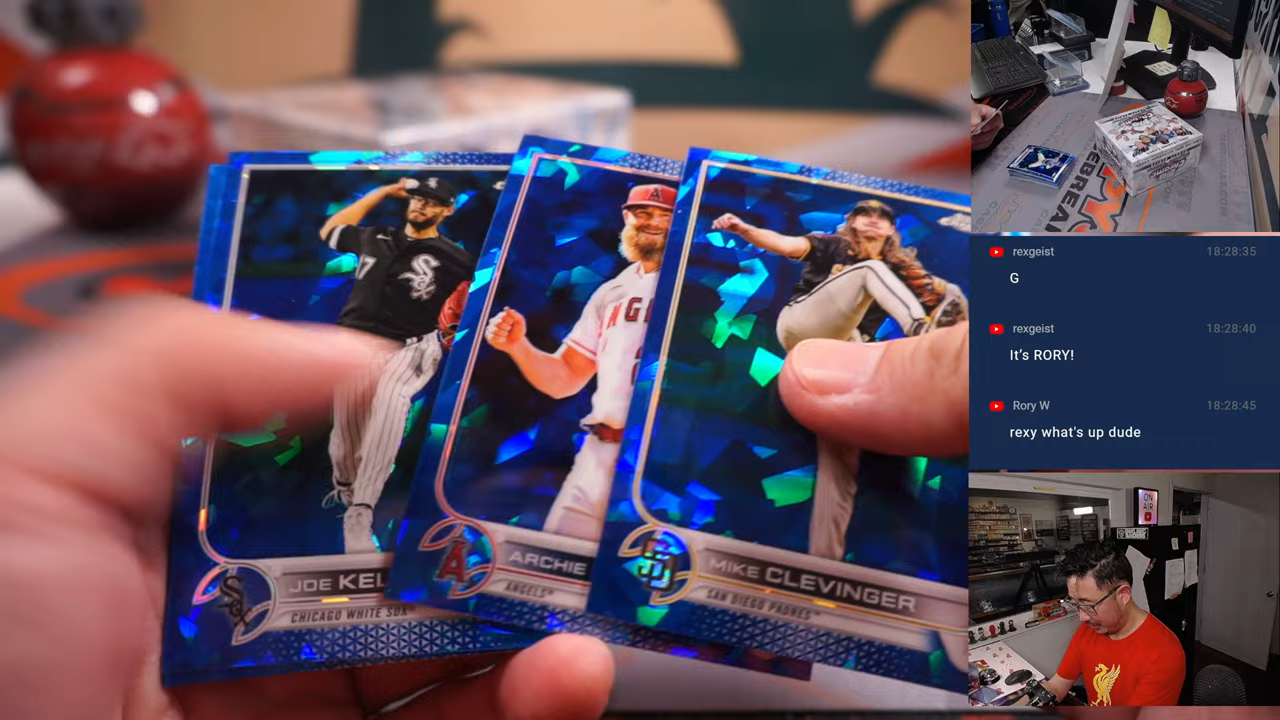 JOE KEL
CHICAGO WHITE SOX
ARCHIE
ANGELS
MIKE CLEVINGER
SAN DIEGO PADRES
rexgeist 18:28:35
G
rexgeist 18:28:40
It's RORY!
Rory W 18:28:45
rexy what's up dude
ON
AIR